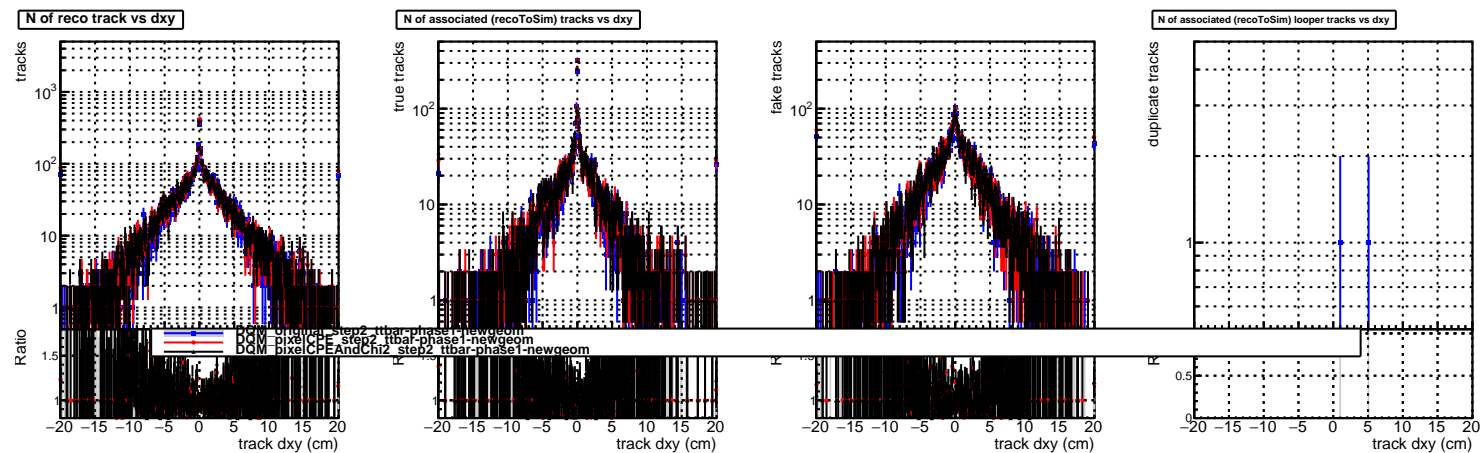 N of reco track vs dxy
tracks
10³
10²
10
1
Ratio
1.5
1
−20 −15 −10 −5 0 5 10 15 20
track dxy (cm)
N of associated (recoToSim) tracks vs dxy
true tracks
10²
10
1
−20 −15 −10 −5 0 5 10 15 20
track dxy (cm)
fake tracks
10²
10
1
−20 −15 −10 −5 0 5 10 15 20
track dxy (cm)
N of associated (recoToSim) looper tracks vs dxy
duplicate tracks
1
0.5
0
−20 −15 −10 −5 0 5 10 15 20
track dxy (cm)
DQM_original_step2_ttbar-phase1-newgeom
DQM_pixelCPE_step2_ttbar-phase1-newgeom
DQM_pixelCPEAndChi2_step2_ttbar-phase1-newgeom